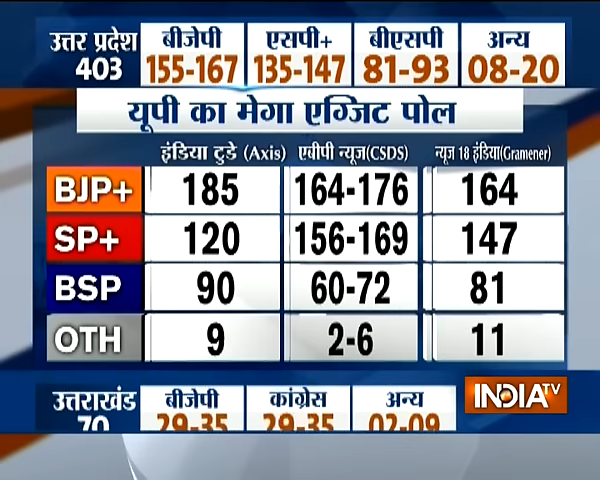 उत्तर प्रदेश बीजेपी एसपी+ बीएसपी अन्य
403 155-167 135-147 81-93 08-20
यूपी का मेगा एग्जिट पोल
इंडिया टुडे (Axis) एबीपी न्यूज(CSDS) न्यूज 18 इंडिया(Gramener)
BJP+ 185 164-176 164
SP+ 120 156-169 147
BSP 90 60-72 81
OTH 9 2-6 11
उत्तराखंड बीजेपी कांग्रेस अन्य
70 29-35 29-35 02-09
INDIA TV